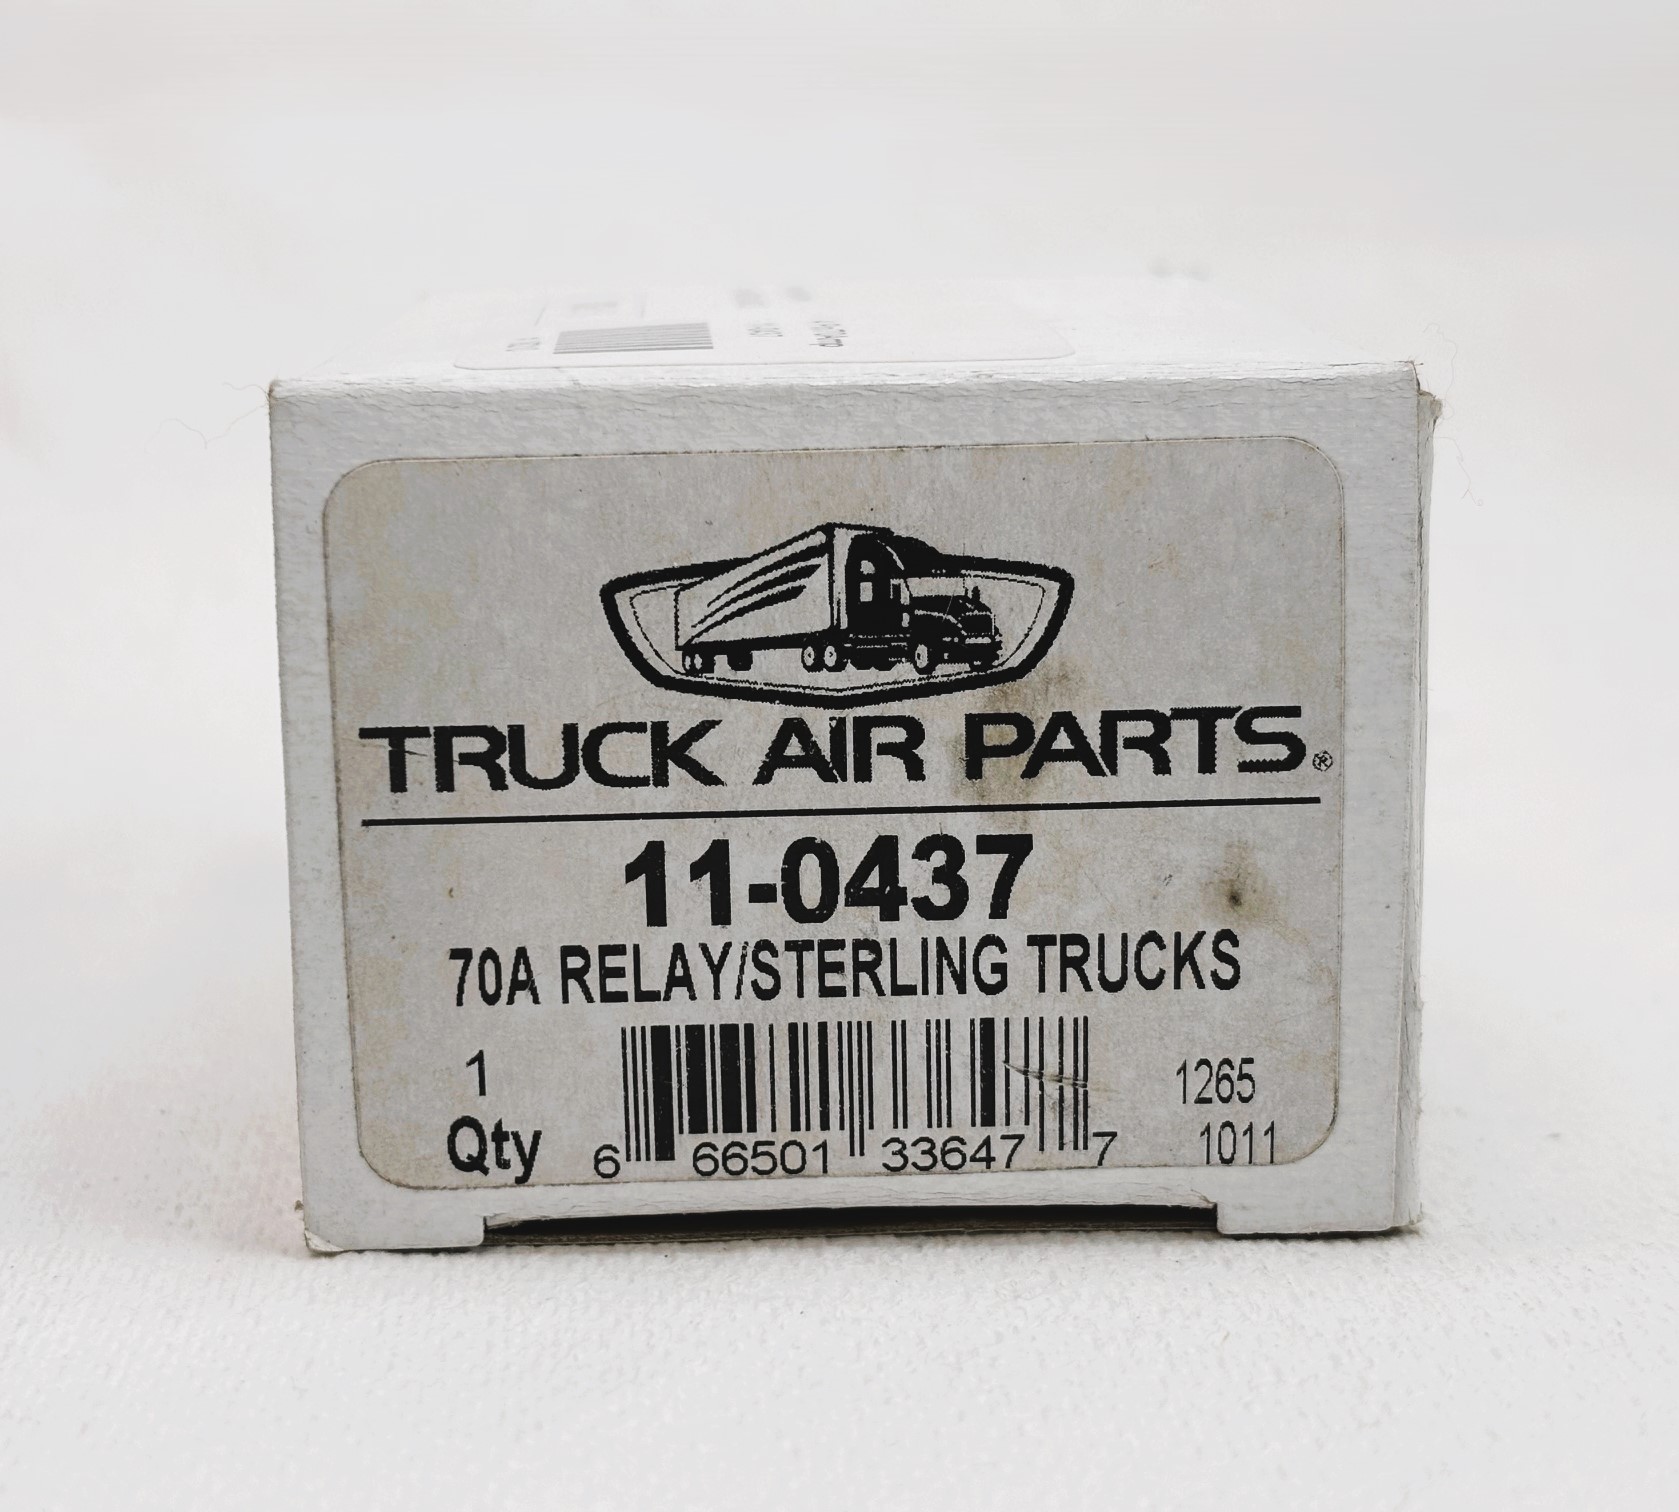 TRUCK AIR PARTS®
11-0437
70A RELAY/STERLING TRUCKS
1
Qty
6 66501 33647 7
1265
1011